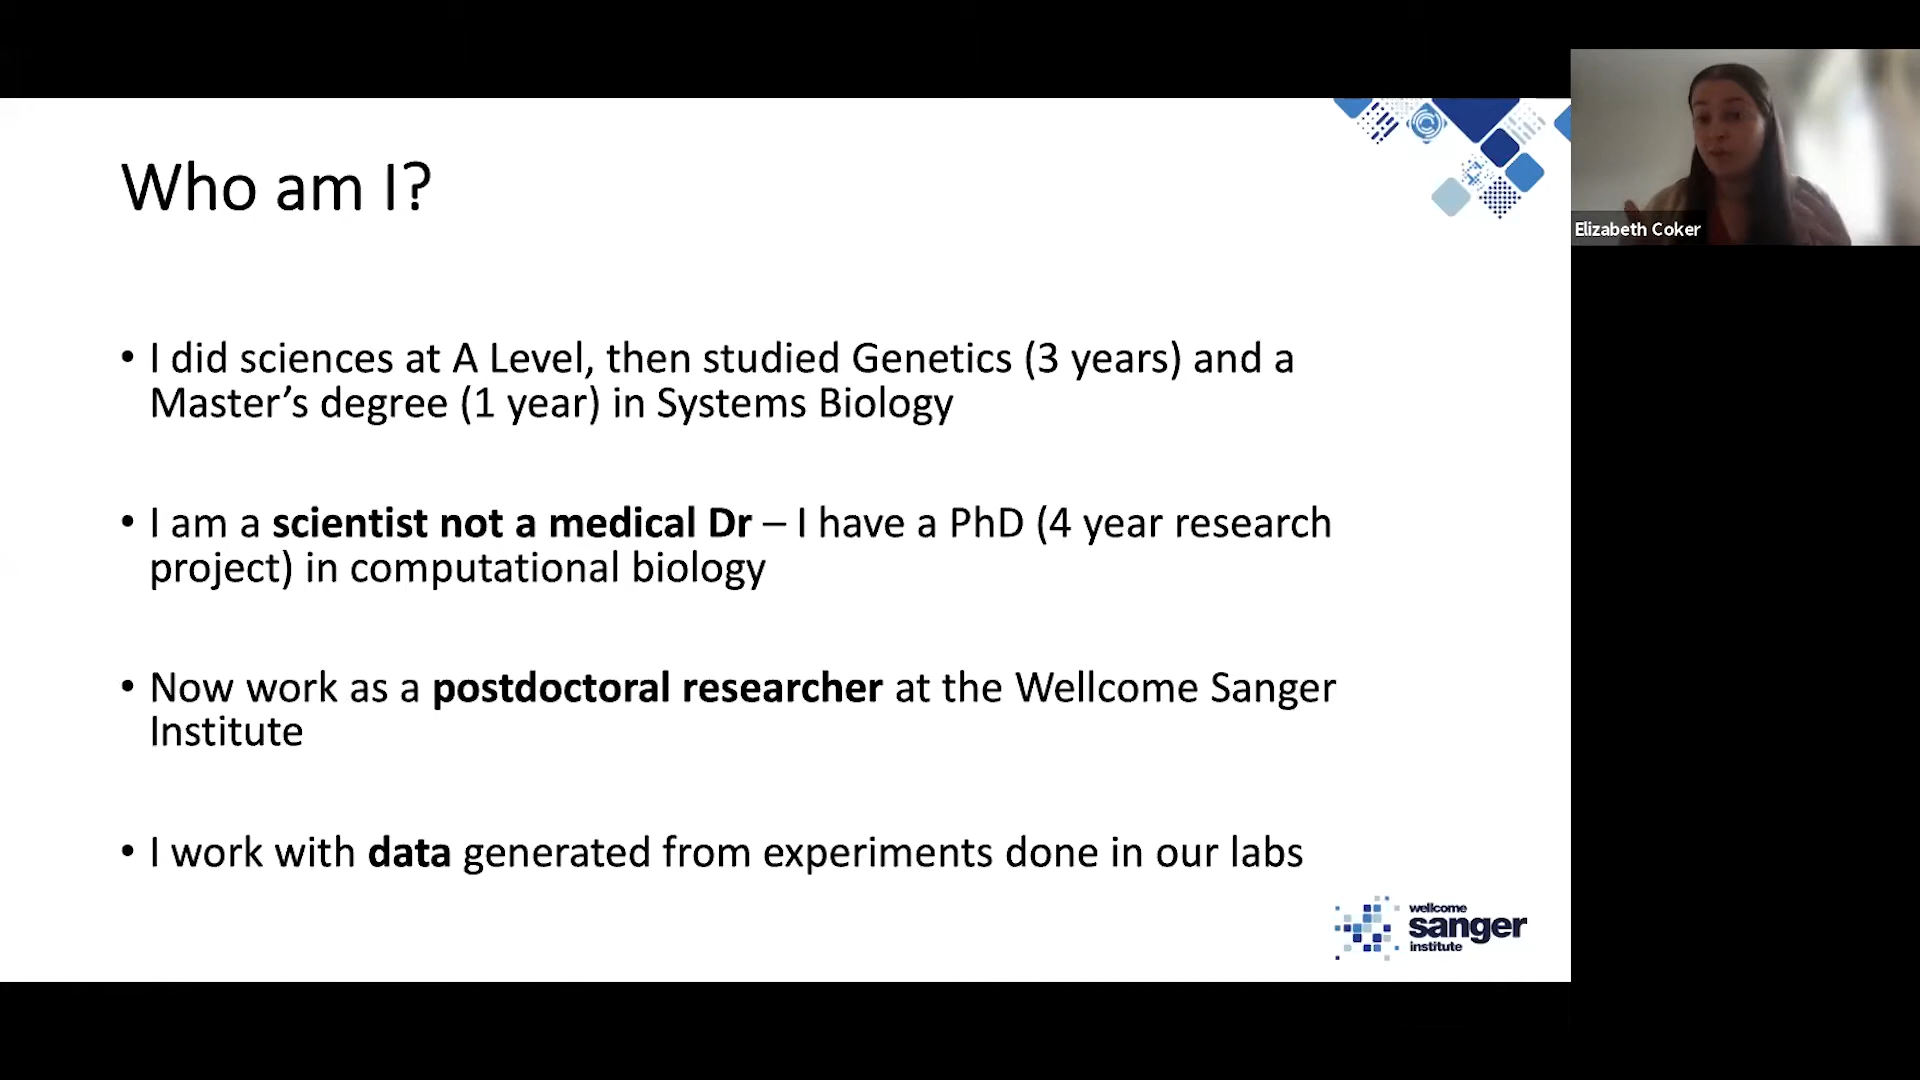 Who am I?
Elizabeth Coker
• I did sciences at A Level, then studied Genetics (3 years) and a
Master’s degree (1 year) in Systems Biology
• I am a scientist not a medical Dr – I have a PhD (4 year research
project) in computational biology
• Now work as a postdoctoral researcher at the Wellcome Sanger
Institute
• I work with data generated from experiments done in our labs
wellcome
sanger
institute